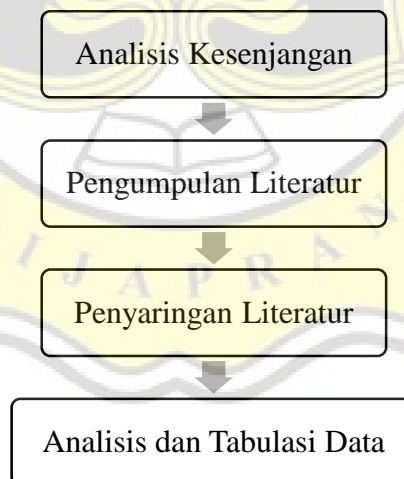 Analisis Kesenjangan
Pengumpulan Literatur
I J A P R A N
Penyaringan Literatur
Analisis dan Tabulasi Data